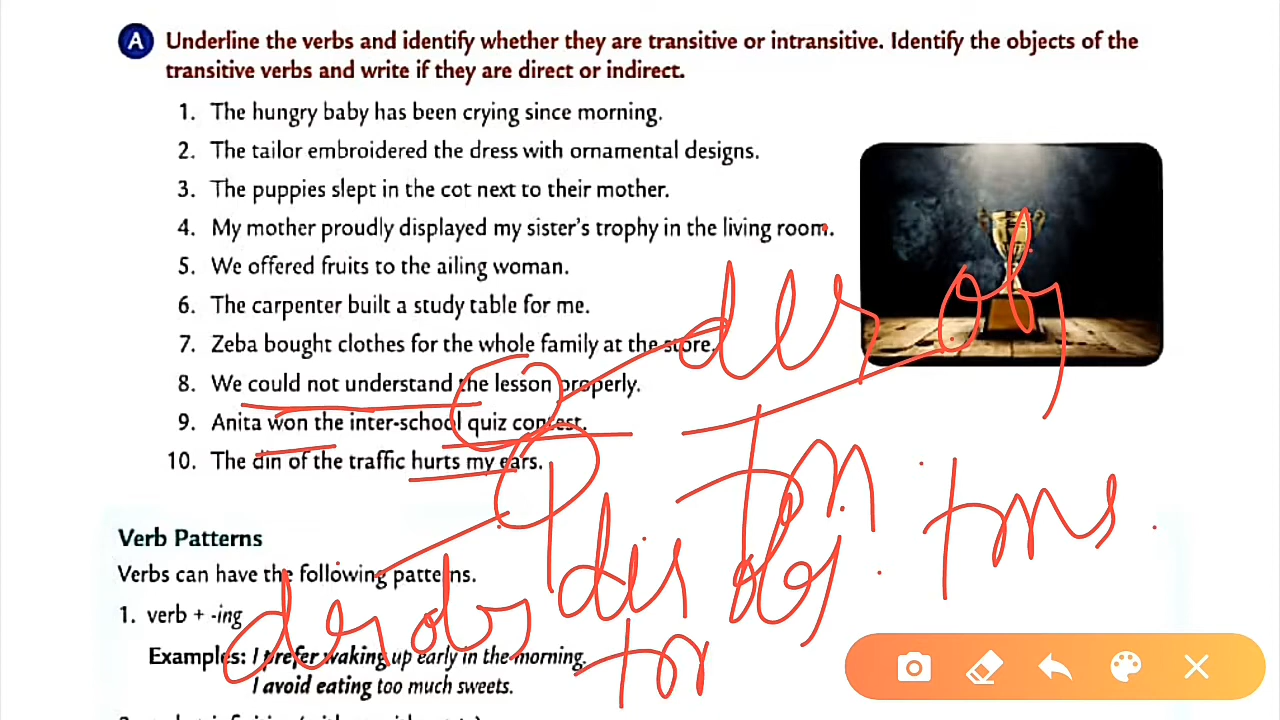 A Underline the verbs and identify whether they are transitive or intransitive. Identify the objects of the
transitive verbs and write if they are direct or indirect.
1. The hungry baby has been crying since morning.
2. The tailor embroidered the dress with ornamental designs.
3. The puppies slept in the cot next to their mother.
4. My mother proudly displayed my sister's trophy in the living room.
5. We offered fruits to the ailing woman.
6. The carpenter built a study table for me.
7. Zeba bought clothes for the whole family at the store.
8. We could not understand the lesson properly.
9. Anita won the inter-school quiz contest.
10. The din of the traffic hurts my ears.
Verb Patterns
Verbs can have the following patterns.
1. verb + -ing
Examples: I prefer waking up early in the morning.
I avoid eating too much sweets.